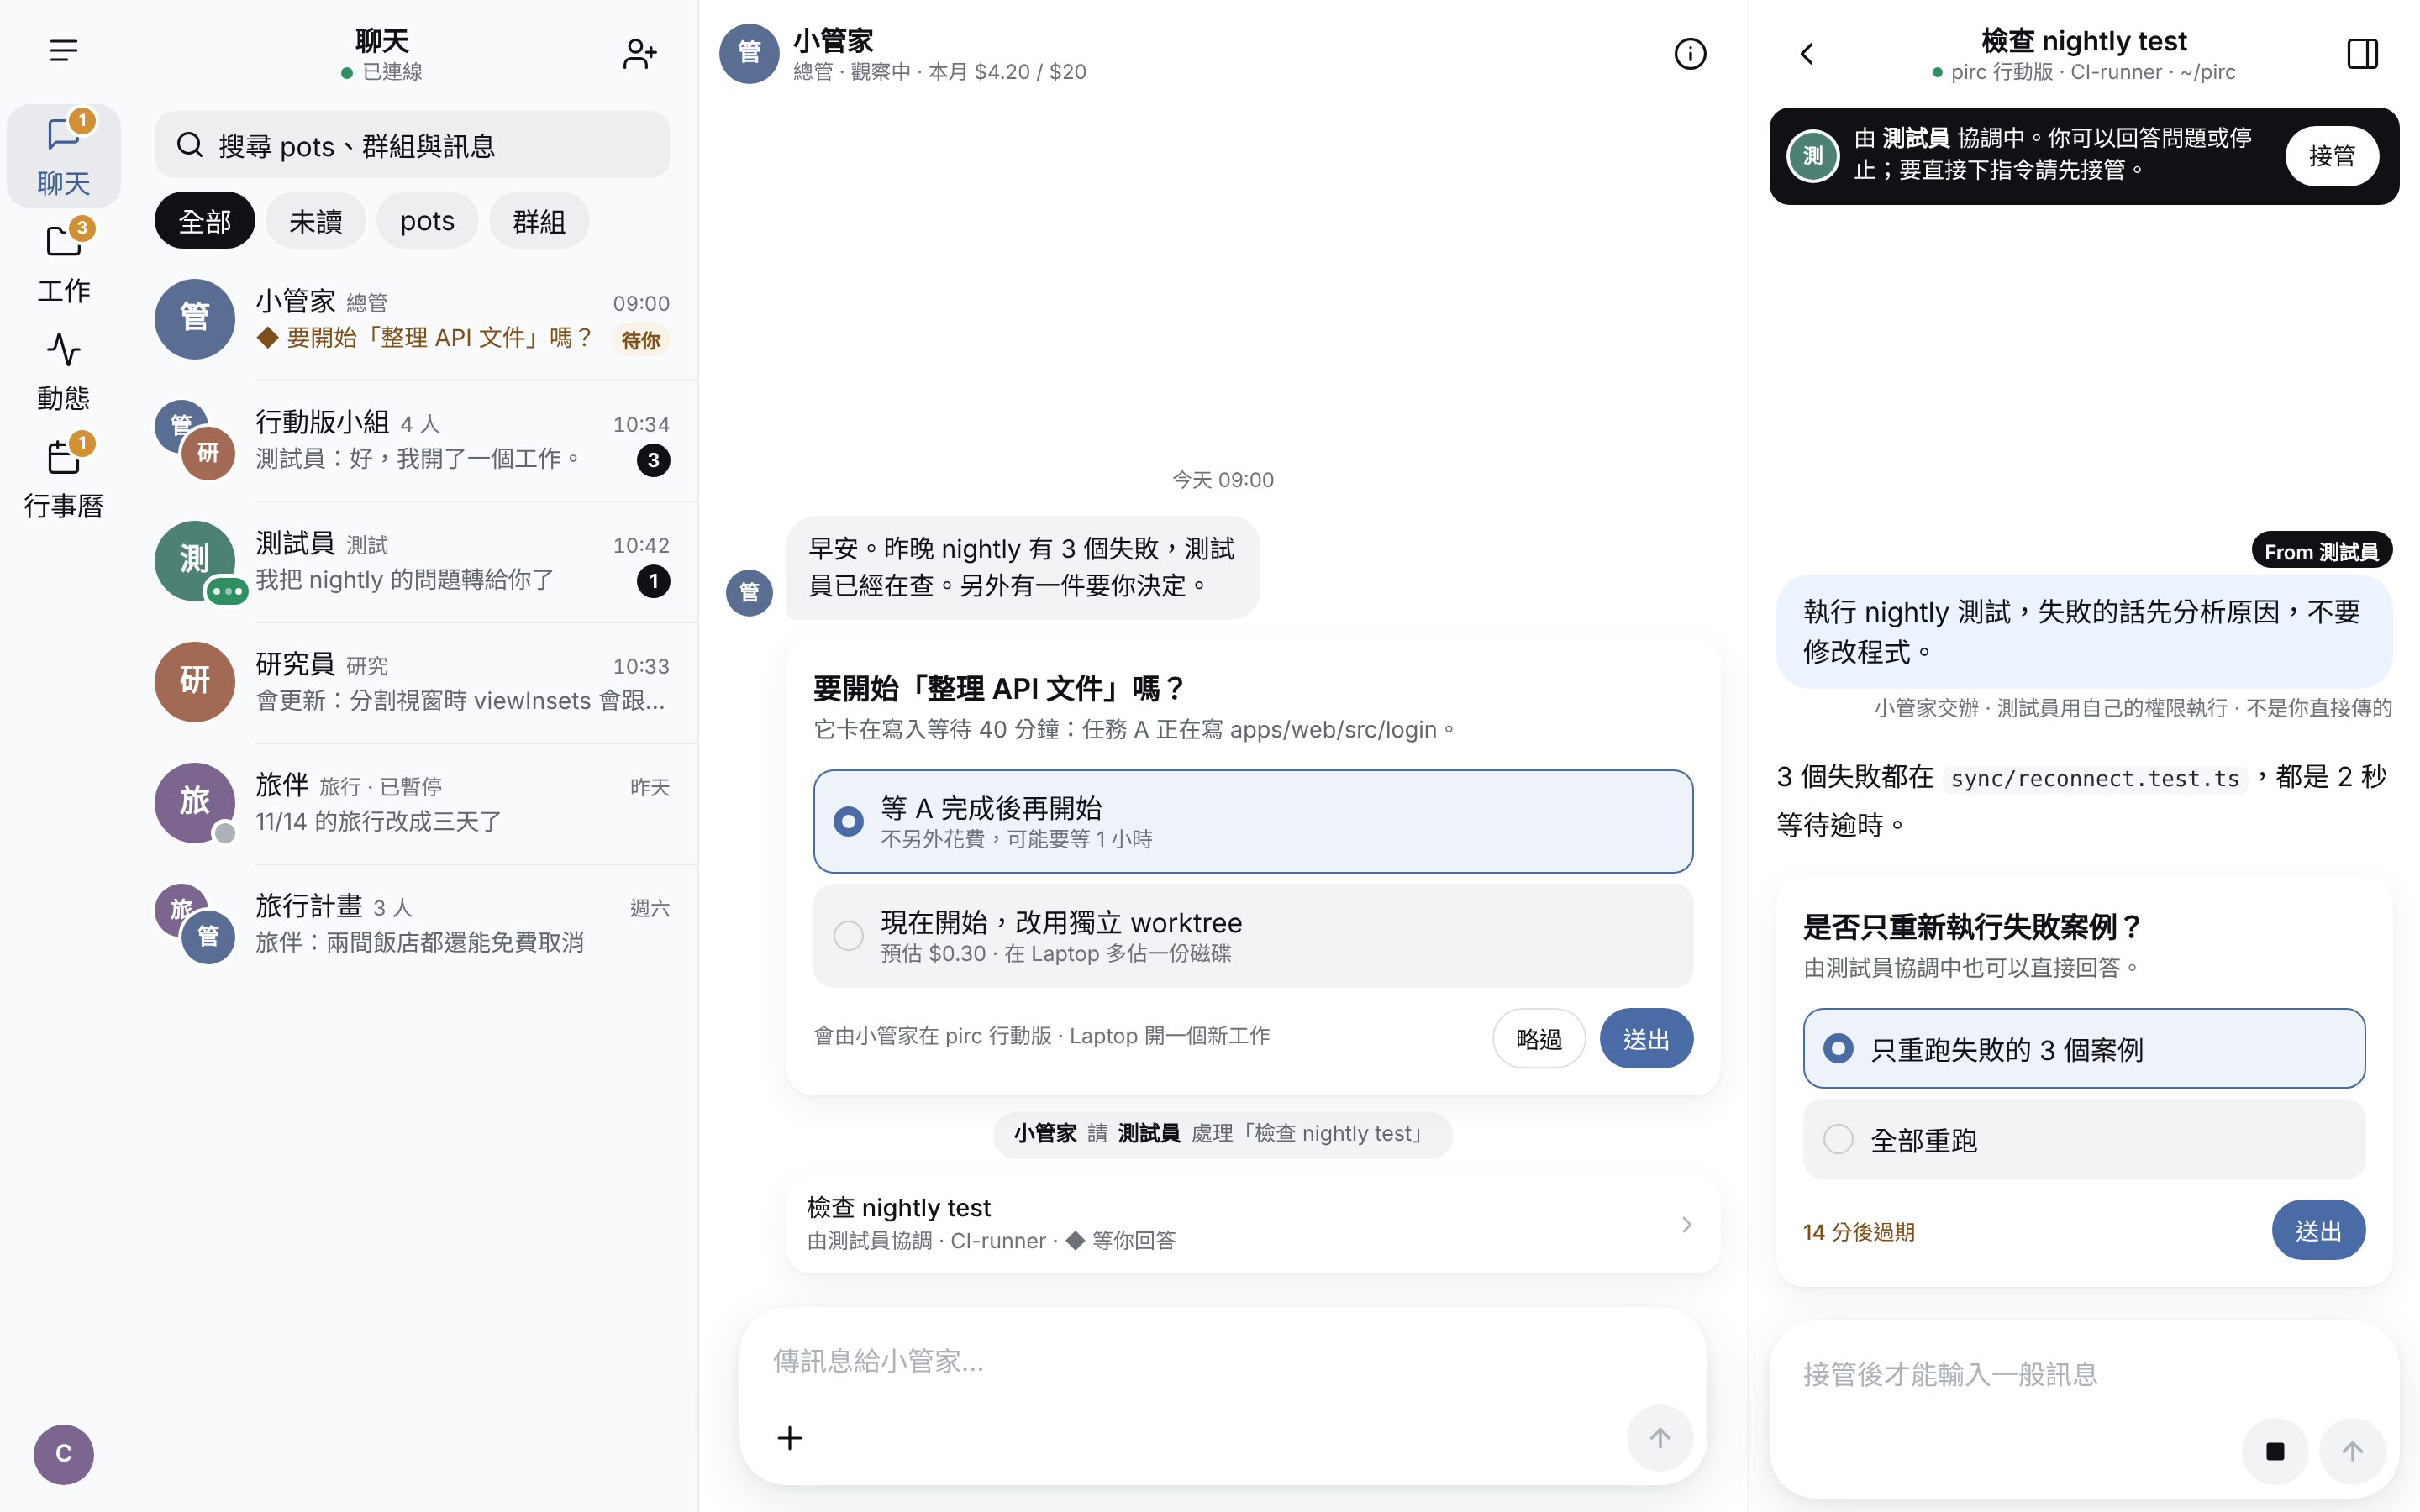 聊天
已連線
1
聊天
3
工作
動態
1
行事曆
C
搜尋 pots、群組與訊息
全部
未讀
pots
群組
管
小管家 總管
09:00
◆ 要開始「整理 API 文件」嗎？
待你
管
研
行動版小組 4 人
10:34
測試員：好，我開了一個工作。
3
測
測試員 測試
10:42
我把 nightly 的問題轉給你了
1
研
研究員 研究
10:33
會更新：分割視窗時 viewInsets 會跟...
旅
旅伴 旅行 · 已暫停
昨天
11/14 的旅行改成三天了
旅
管
旅行計畫 3 人
週六
旅伴：兩間飯店都還能免費取消
管
小管家
總管 · 觀察中 · 本月 $4.20 / $20
今天 09:00
管
早安。昨晚 nightly 有 3 個失敗，測試
員已經在查。另外有一件要你決定。
要開始「整理 API 文件」嗎？
它卡在寫入等待 40 分鐘：任務 A 正在寫 apps/web/src/login。
等 A 完成後再開始
不另外花費，可能要等 1 小時
現在開始，改用獨立 worktree
預估 $0.30 · 在 Laptop 多佔一份磁碟
會由小管家在 pirc 行動版 · Laptop 開一個新工作
略過
送出
小管家 請 測試員 處理「檢查 nightly test」
檢查 nightly test
由測試員協調 · CI-runner · ◆ 等你回答
傳訊息給小管家...
檢查 nightly test
pirc 行動版 · CI-runner · ~/pirc
測
由 測試員 協調中。你可以回答問題或停
止；要直接下指令請先接管。
接管
From 測試員
執行 nightly 測試，失敗的話先分析原因，不要
修改程式。
小管家交辦 · 測試員用自己的權限執行 · 不是你直接傳的
3 個失敗都在 sync/reconnect.test.ts，都是 2 秒
等待逾時。
是否只重新執行失敗案例？
由測試員協調中也可以直接回答。
只重跑失敗的 3 個案例
全部重跑
14 分後過期
送出
接管後才能輸入一般訊息